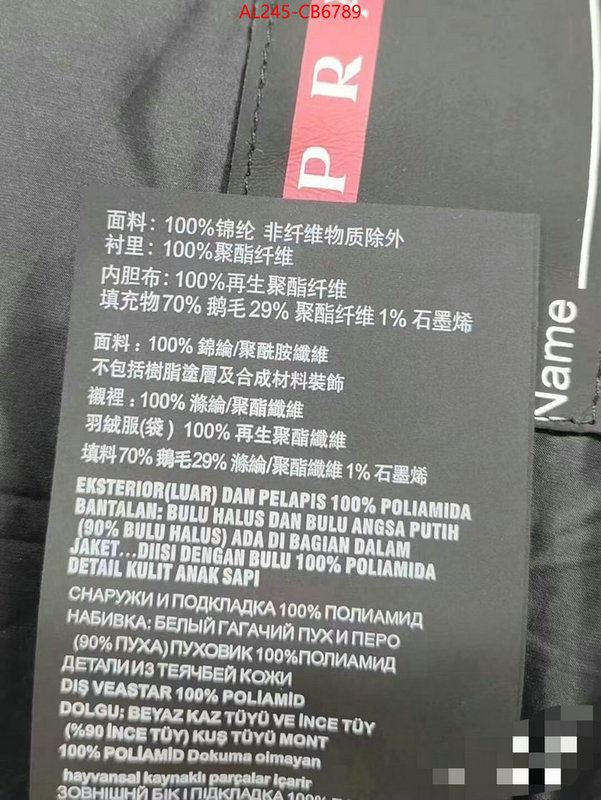 AL245-CB6789
PR
Name
面料：100%锦纶 非纤维物质除外
衬里：100%聚酯纤维
内胆布：100%再生聚酯纤维
填充物70% 鹅毛29% 聚酯纤维1% 石墨烯
面料：100% 錦綸/聚酰胺纖維
不包括樹脂塗層及合成材料裝飾
襯裡：100% 滌綸/聚酯纖維
羽絨服(袋）100% 再生聚酯纖維
填料70% 鵝毛29% 滌綸/聚酯纖維1% 石墨烯
EKSTERIOR(LUAR) DAN PELAPIS 100% POLIAMIDA
BANTALAN: BULU HALUS DAN BULU ANGSA PUTIH
(90% BULU HALUS) ADA DI BAGIAN DALAM
JAKET...DIISI DENGAN BULU 100% POLIAMIDA
DETAIL KULIT ANAK SAPI
СНАРУЖИ И ПОДКЛАДКА 100% ПОЛИАМИД
НАБИВКА: БЕЛЫЙ ГАГАЧИЙ ПУХ И ПЕРО
(90% ПУХА) ПУХОВИК 100%ПОЛИАМИД
ДЕТАЛИ ИЗ ТЕЯЧБЕЙ КОЖИ
DIŞ VEASTAR 100% POLİAMİD
DOLGU: BEYAZ KAZ TÜYÜ VE İNCE TÜY
(%90 İNCE TÜY) KUŞ TÜYÜ MONT
100% POLİAMİD Dokuma olmayan
hayvansal kaynaklı parçalar içarir
ЗОВНІШНІЙ БІК І ПІДКЛАДКА 100%